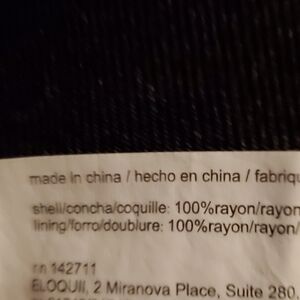 made in china / hecho en china / fabriqu
shell/concha/coquille: 100%rayon/rayon
lining/forro/doublure: 100%rayon/rayon/
rn 142711
ELOQUII, 2 Miranova Place, Suite 280